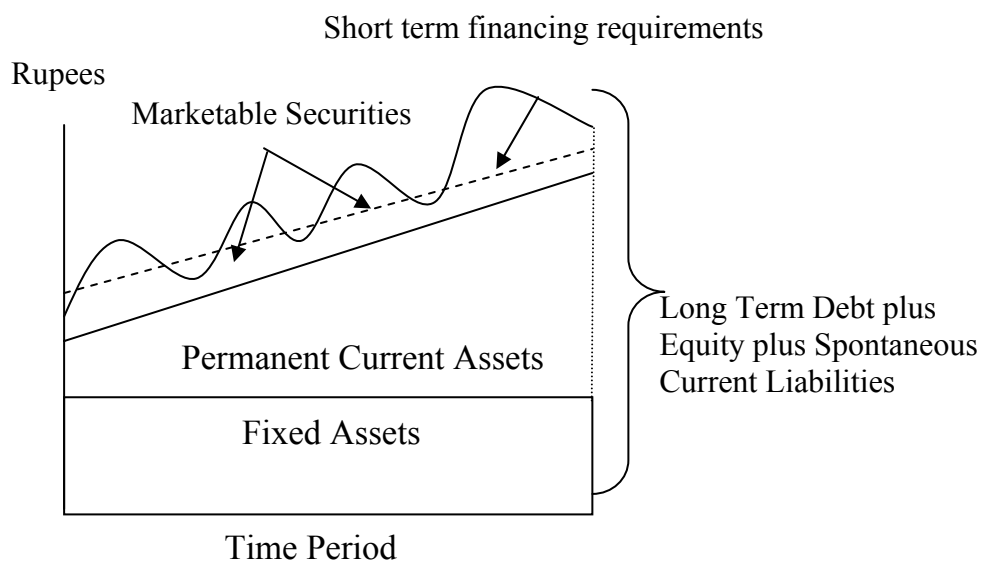 Short term financing requirements
Rupees
Marketable Securities
Long Term Debt plus
Equity plus Spontaneous
Current Liabilities
Permanent Current Assets
Fixed Assets
Time Period